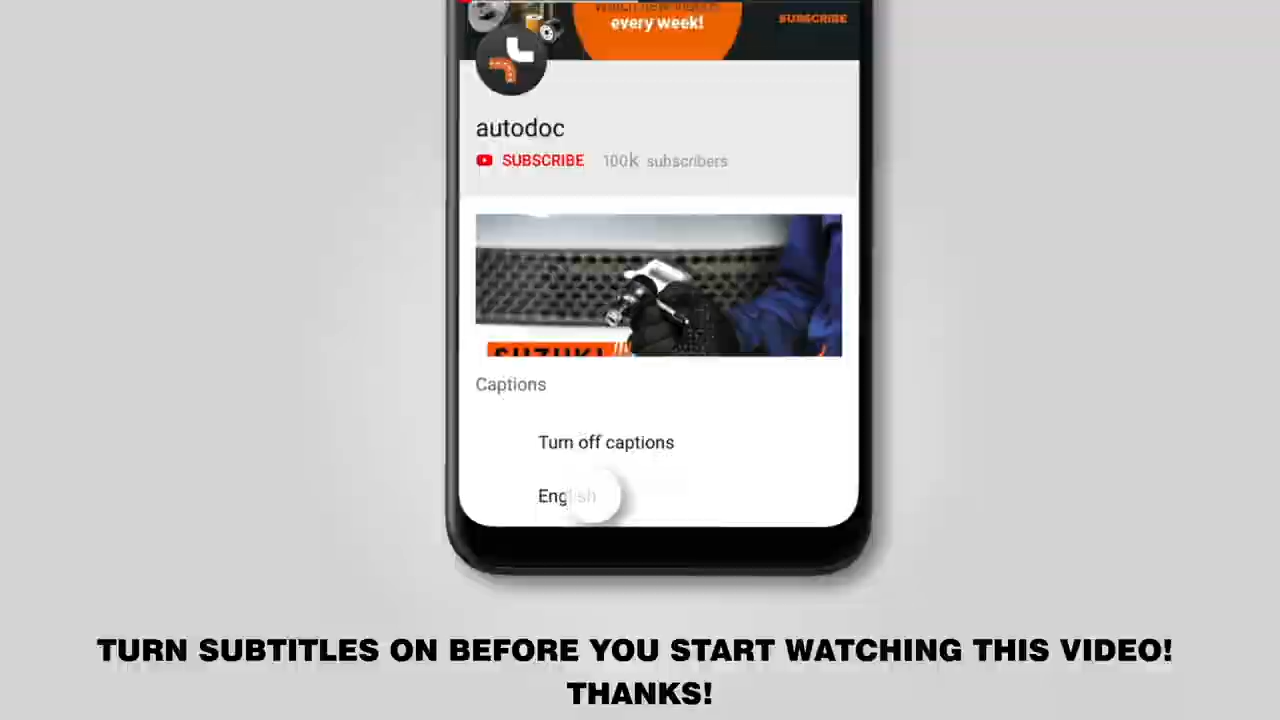 every week!
SUBSCRIBE
autodoc
SUBSCRIBE 100k subscribers
SUZUKI
Captions
Turn off captions
English
TURN SUBTITLES ON BEFORE YOU START WATCHING THIS VIDEO!
THANKS!